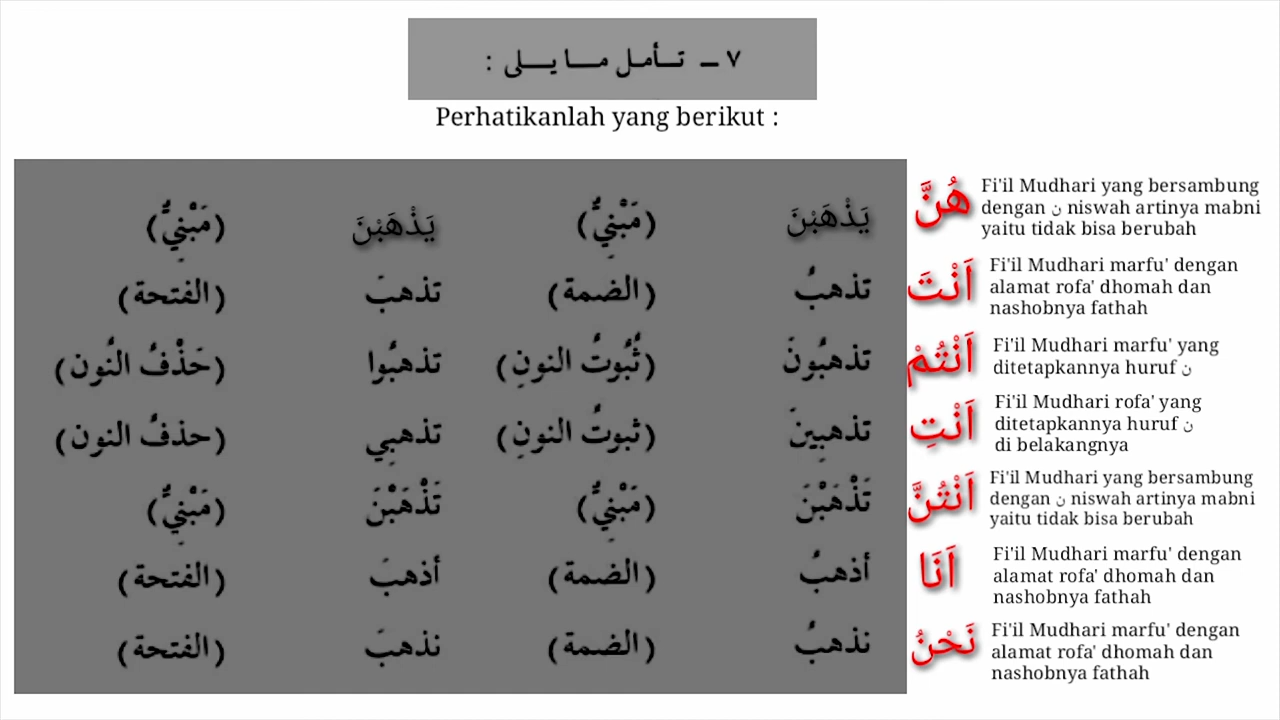 ٧ ــ تــأمـل مـــا يـــلى :
Perhatikanlah yang berikut :
هُنَّ يَذْهَبْنَ (مَبْنِيٌّ) يَذْهَبْنَ (مَبْنِيٌّ)
Fi'il Mudhari yang bersambung
dengan ن niswah artinya mabni
yaitu tidak bisa berubah
اَنْتَ تذهبُ (الضمة) تذهبَ (الفتحة)
Fi'il Mudhari marfu' dengan
alamat rofa' dhomah dan
nashobnya fathah
اَنْتُمْ تذهبُونَ (ثُبُوتُ النونِ) تذهبُوا (حَذْفُ النُون)
Fi'il Mudhari marfu' yang
ditetapkannya huruf ن
اَنْتِ تذهبِينَ (ثبوتُ النونِ) تذهبِي (حذفُ النون)
Fi'il Mudhari rofa' yang
ditetapkannya huruf ن
di belakangnya
اَنْتُنَّ تَذْهَبْنَ (مَبْنِيٌّ) تَذْهَبْنَ (مَبْنِيٌّ)
Fi'il Mudhari yang bersambung
dengan ن niswah artinya mabni
yaitu tidak bisa berubah
اَنَا أذهبُ (الضمة) أذهبَ (الفتحة)
Fi'il Mudhari marfu' dengan
alamat rofa' dhomah dan
nashobnya fathah
نَحْنُ نذهبُ (الضمة) نذهبَ (الفتحة)
Fi'il Mudhari marfu' dengan
alamat rofa' dhomah dan
nashobnya fathah